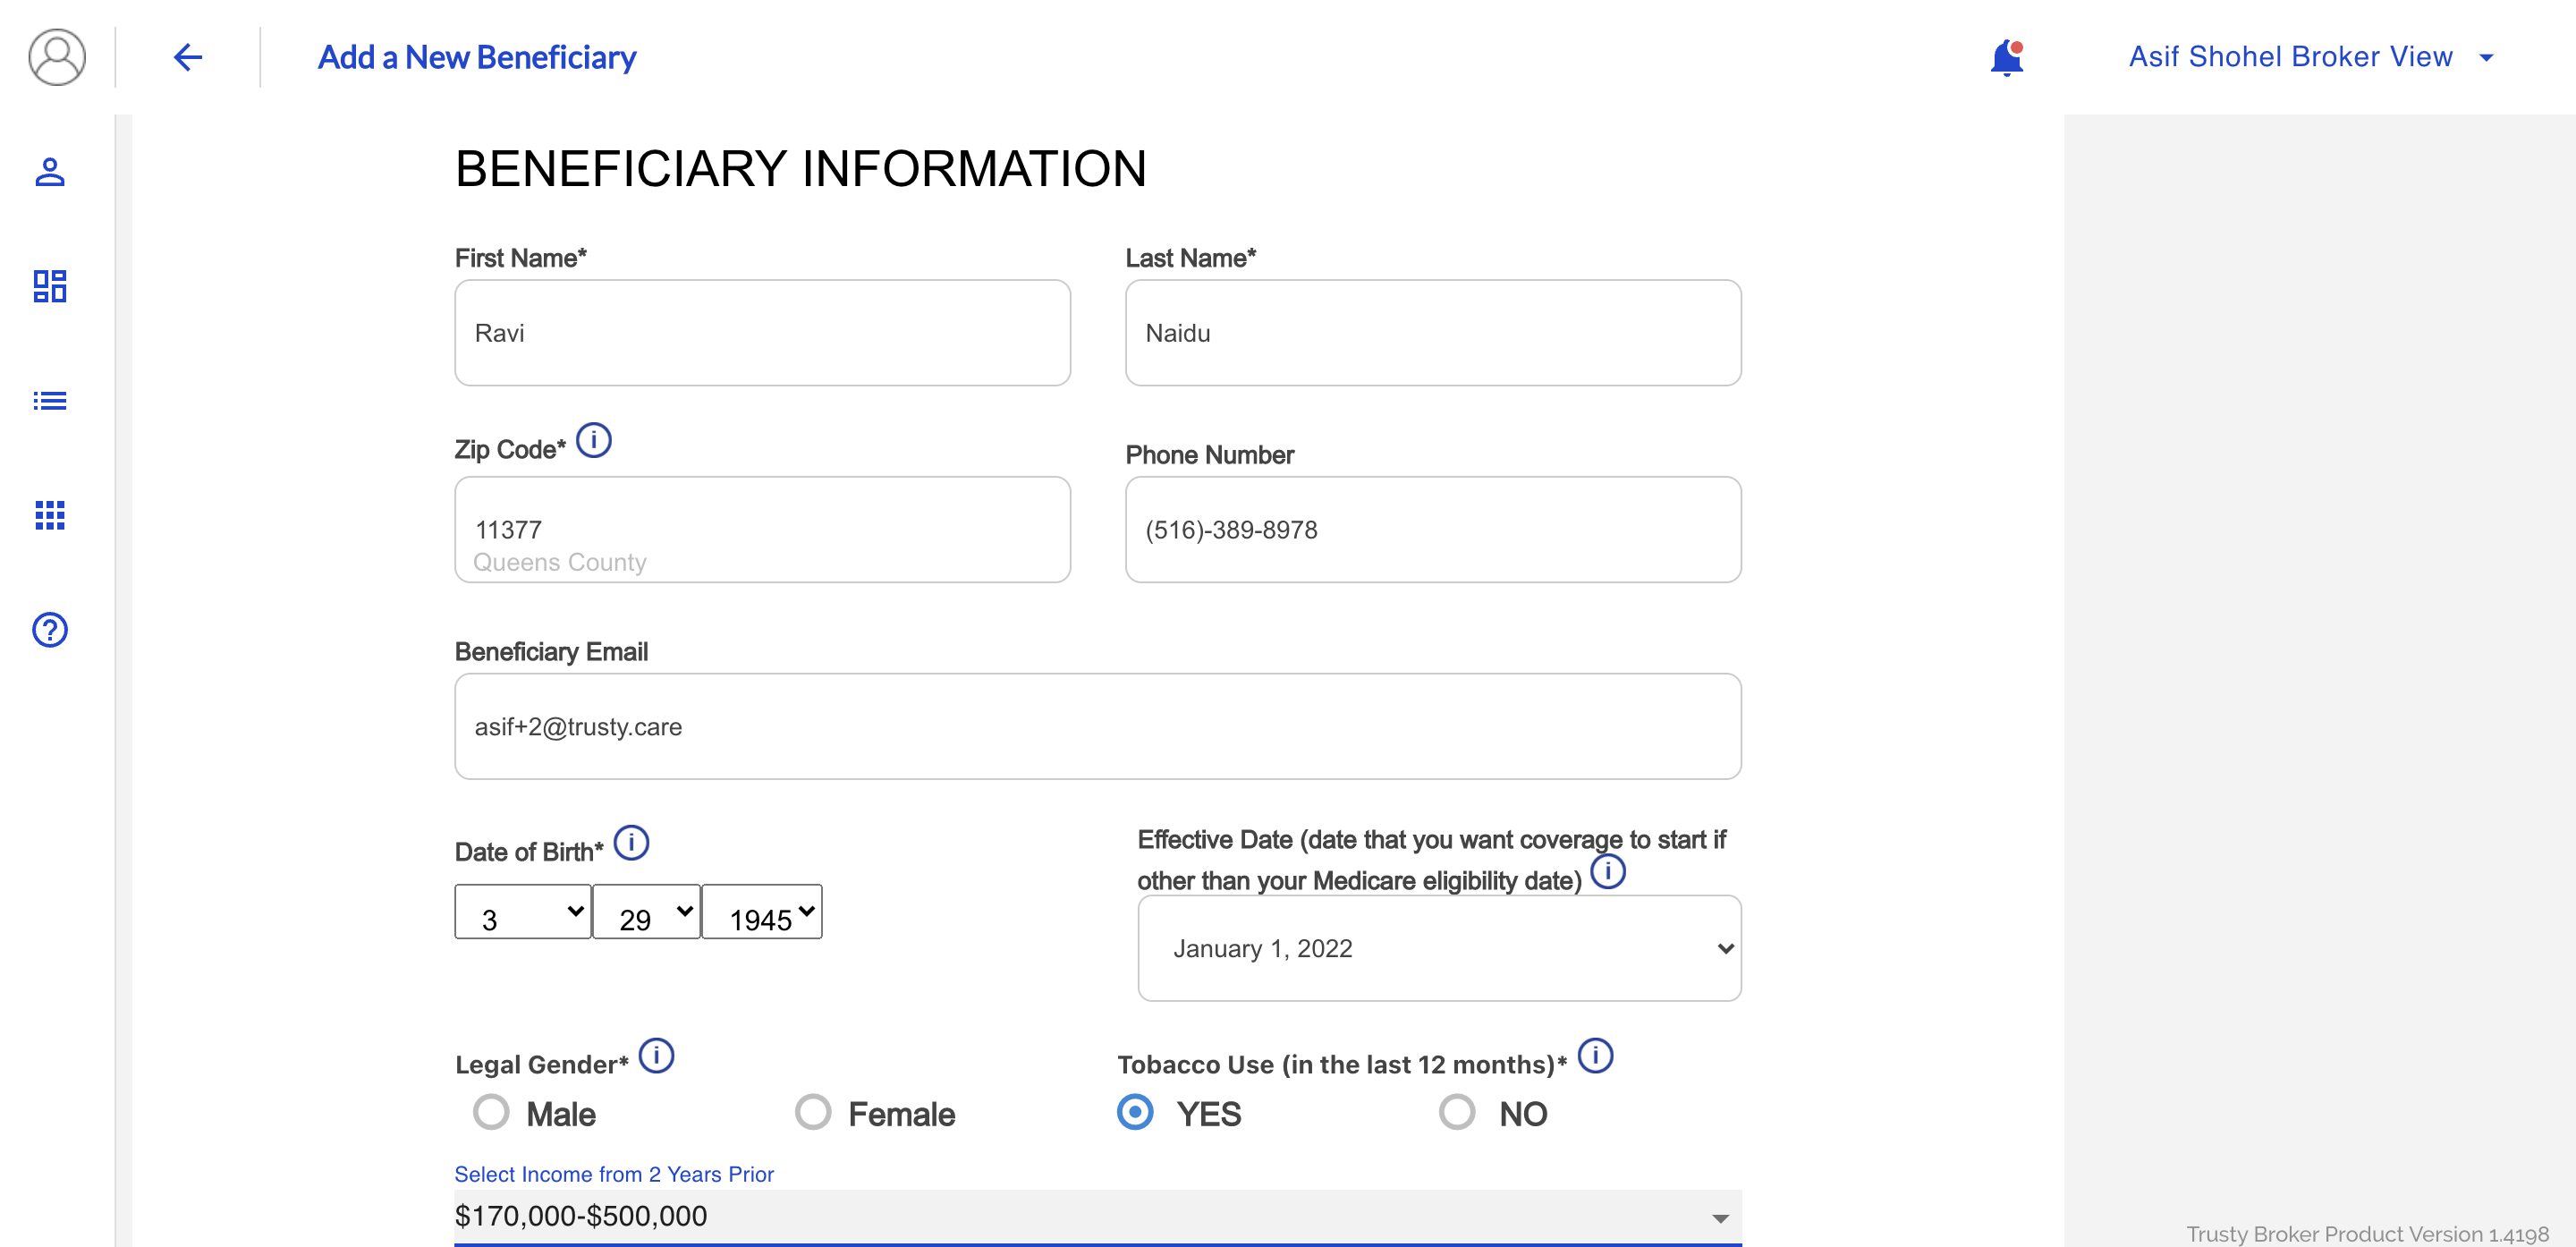 Add a New Beneficiary
Asif Shohel Broker View
BENEFICIARY INFORMATION
First Name*
Last Name*
Ravi
Naidu
Zip Code* i
Phone Number
11377
Queens County
(516)-389-8978
Beneficiary Email
asif+2@trusty.care
Date of Birth* i
3
29
1945
Effective Date (date that you want coverage to start if
other than your Medicare eligibility date) i
January 1, 2022
Legal Gender* i
Male
Female
Tobacco Use (in the last 12 months)* i
YES
NO
Select Income from 2 Years Prior
$170,000-$500,000
?
Trusty Broker Product Version 1.4198